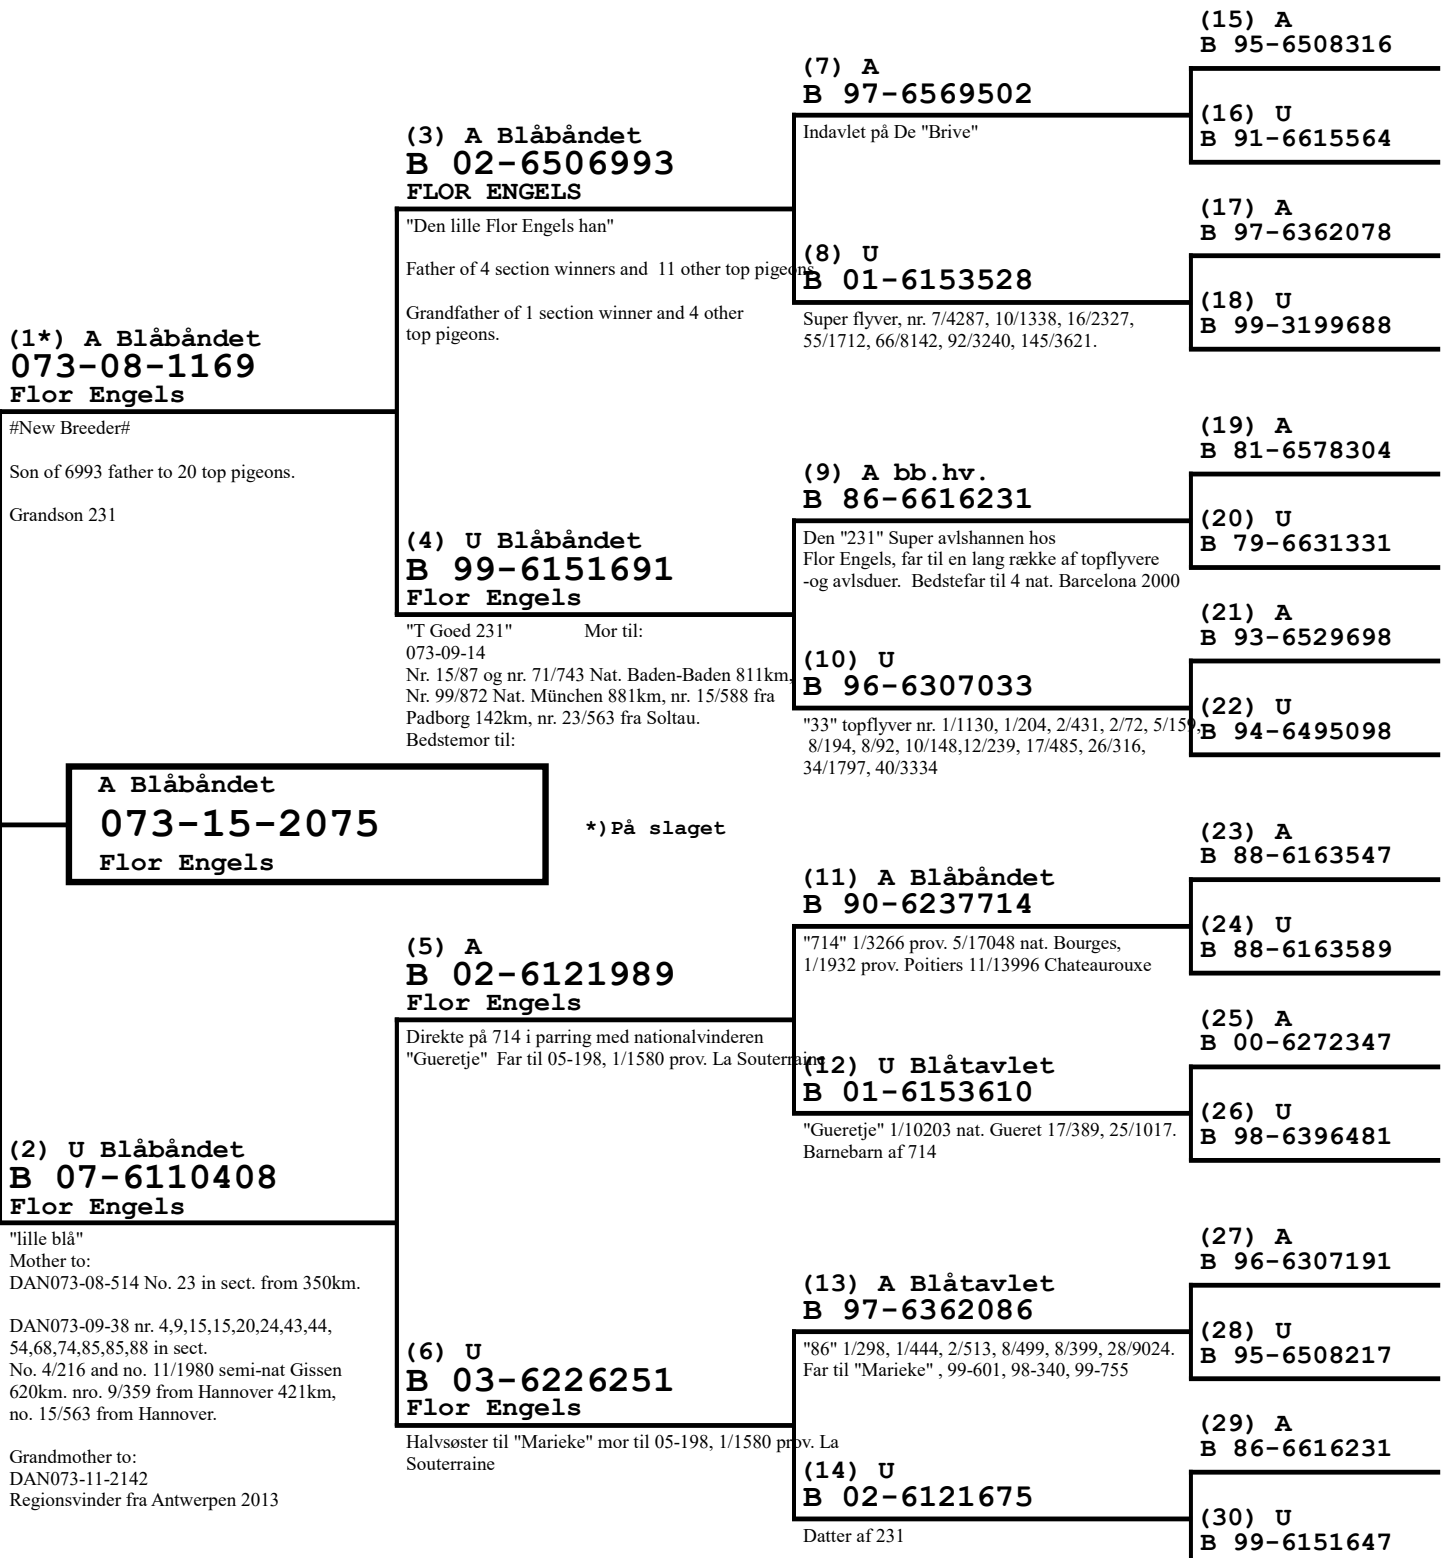 (1*) A Blåbåndet
073-08-1169
Flor Engels
#New Breeder#
Son of 6993 father to 20 top pigeons.
Grandson 231
A Blåbåndet
073-15-2075
Flor Engels
*)På slaget
(2) U Blåbåndet
B 07-6110408
Flor Engels
"lille blå"
Mother to:
DAN073-08-514 No. 23 in sect. from 350km.
DAN073-09-38 nr. 4,9,15,15,20,24,43,44,
54,68,74,85,85,88 in sect.
No. 4/216 and no. 11/1980 semi-nat Gissen
620km. nro. 9/359 from Hannover 421km,
no. 15/563 from Hannover.
Grandmother to:
DAN073-11-2142
Regionsvinder fra Antwerpen 2013
(3) A Blåbåndet
B 02-6506993
FLOR ENGELS
"Den lille Flor Engels han"
Father of 4 section winners and  11 other top pigeons
Grandfather of 1 section winner and 4 other
top pigeons.
(4) U Blåbåndet
B 99-6151691
Flor Engels
"T Goed 231"          Mor til:
073-09-14
Nr. 15/87 og nr. 71/743 Nat. Baden-Baden 811km,
Nr. 99/872 Nat. München 881km, nr. 15/588 fra
Padborg 142km, nr. 23/563 fra Soltau.
Bedstemor til:
(5) A
B 02-6121989
Flor Engels
Direkte på 714 i parring med nationalvinderen
"Gueretje"  Far til 05-198, 1/1580 prov. La Souterraine
(6) U
B 03-6226251
Flor Engels
Halvsøster til "Marieke" mor til 05-198, 1/1580 prov. La
Souterraine
(7) A
B 97-6569502
Indavlet på De "Brive"
(8) U
B 01-6153528
Super flyver, nr. 7/4287, 10/1338, 16/2327,
55/1712, 66/8142, 92/3240, 145/3621.
(9) A bb.hv.
B 86-6616231
Den "231" Super avlshannen hos
Flor Engels, far til en lang række af topflyvere
-og avlsduer.  Bedstefar til 4 nat. Barcelona 2000
(10) U
B 96-6307033
"33" topflyver nr. 1/1130, 1/204, 2/431, 2/72, 5/159,
8/194, 8/92, 10/148,12/239, 17/485, 26/316,
34/1797, 40/3334
(11) A Blåbåndet
B 90-6237714
"714" 1/3266 prov. 5/17048 nat. Bourges,
1/1932 prov. Poitiers 11/13996 Chateaurouxe
(12) U Blåtavlet
B 01-6153610
"Gueretje" 1/10203 nat. Gueret 17/389, 25/1017.
Barnebarn af 714
(13) A Blåtavlet
B 97-6362086
"86" 1/298, 1/444, 2/513, 8/499, 8/399, 28/9024.
Far til "Marieke" , 99-601, 98-340, 99-755
(14) U
B 02-6121675
Datter af 231
(15) A
B 95-6508316
(16) U
B 91-6615564
(17) A
B 97-6362078
(18) U
B 99-3199688
(19) A
B 81-6578304
(20) U
B 79-6631331
(21) A
B 93-6529698
(22) U
B 94-6495098
(23) A
B 88-6163547
(24) U
B 88-6163589
(25) A
B 00-6272347
(26) U
B 98-6396481
(27) A
B 96-6307191
(28) U
B 95-6508217
(29) A
B 86-6616231
(30) U
B 99-6151647